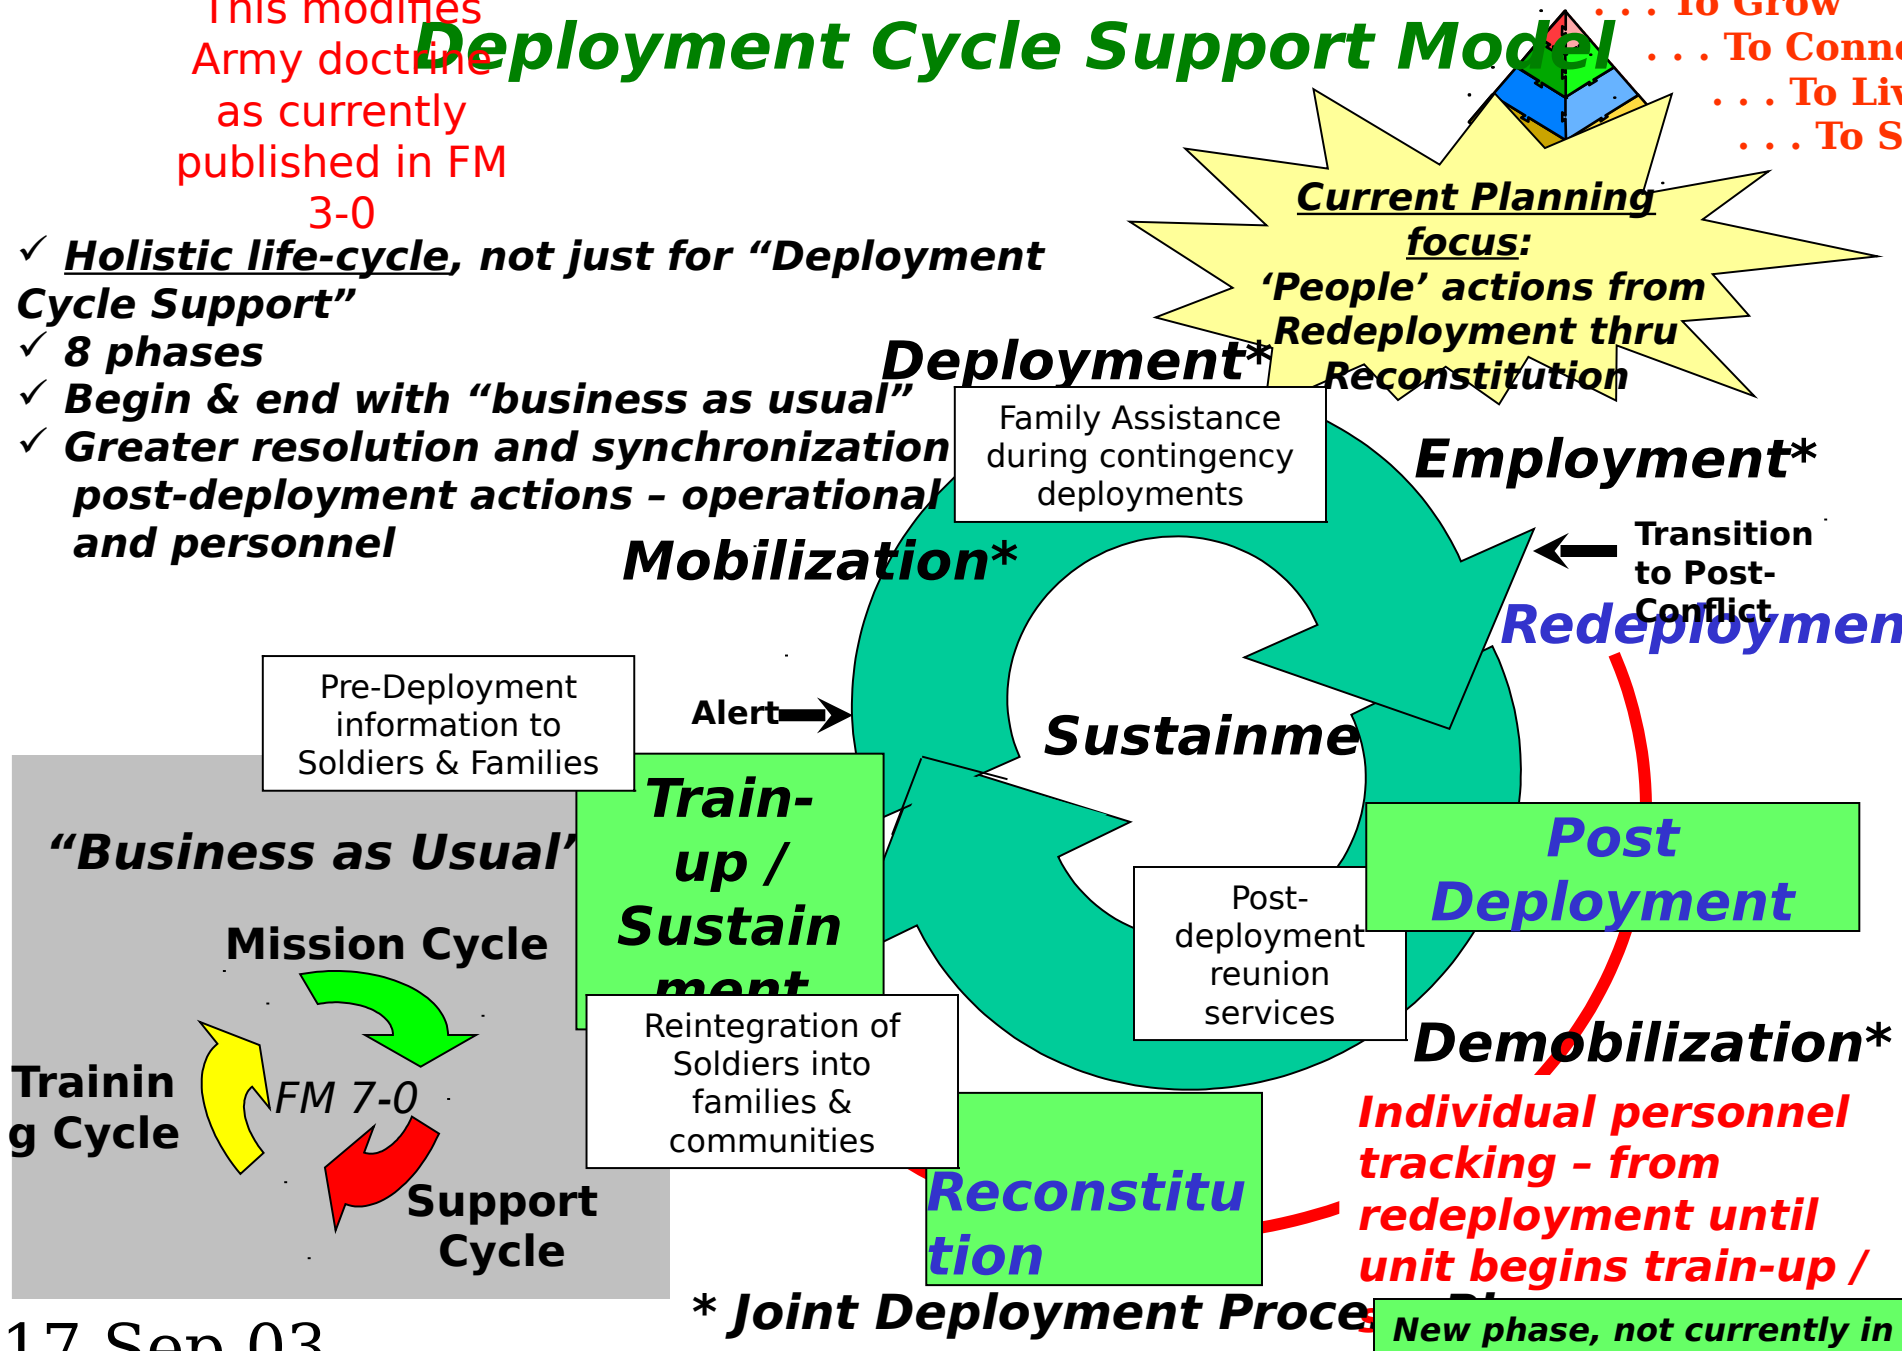 This modifies
Army doctrine
as currently
published in FM
3-0
Deployment Cycle Support Model
. . . To Grow
. . . To Conne
. . . To Liv
. . . To S
Current Planning
focus:
‘People’ actions from
Redeployment thru
Reconstitution
✓ Holistic life-cycle, not just for “Deployment
Cycle Support”
✓ 8 phases
✓ Begin & end with “business as usual”
✓ Greater resolution and synchronization
post-deployment actions – operational
and personnel
Deployment*
Family Assistance
during contingency
deployments
Employment*
Mobilization*
Transition
to Post-
Conflict
Redeploymen
Pre-Deployment
information to
Soldiers & Families
Alert
Sustainme
“Business as Usual”
Train-
up /
Sustain
ment
Post
Deployment
Post-
deployment
reunion
services
Mission Cycle
Trainin
g Cycle
FM 7-0
Support
Cycle
Reintegration of
Soldiers into
families &
communities
Demobilization*
Individual personnel
tracking – from
redeployment until
unit begins train-up /
Reconstitu
tion
* Joint Deployment Proces
New phase, not currently in
17 Sep 03